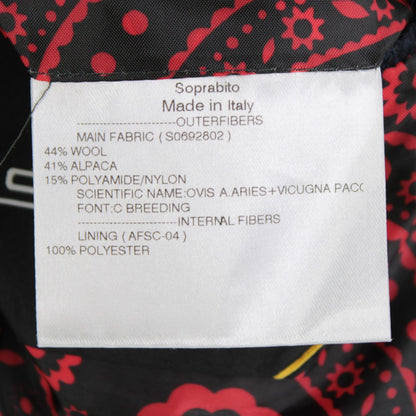 Soprabito
Made in Italy
-----------------------OUTERFIBERS
MAIN FABRIC ( S0692802 )
44% WOOL
41% ALPACA
15% POLYAMIDE/NYLON
SCIENTIFIC NAME:OVIS A.ARIES+VICUGNA PACO
FONT:C BREEDING
-----------------------INTERNAL FIBERS
LINING ( AFSC-04 )
100% POLYESTER